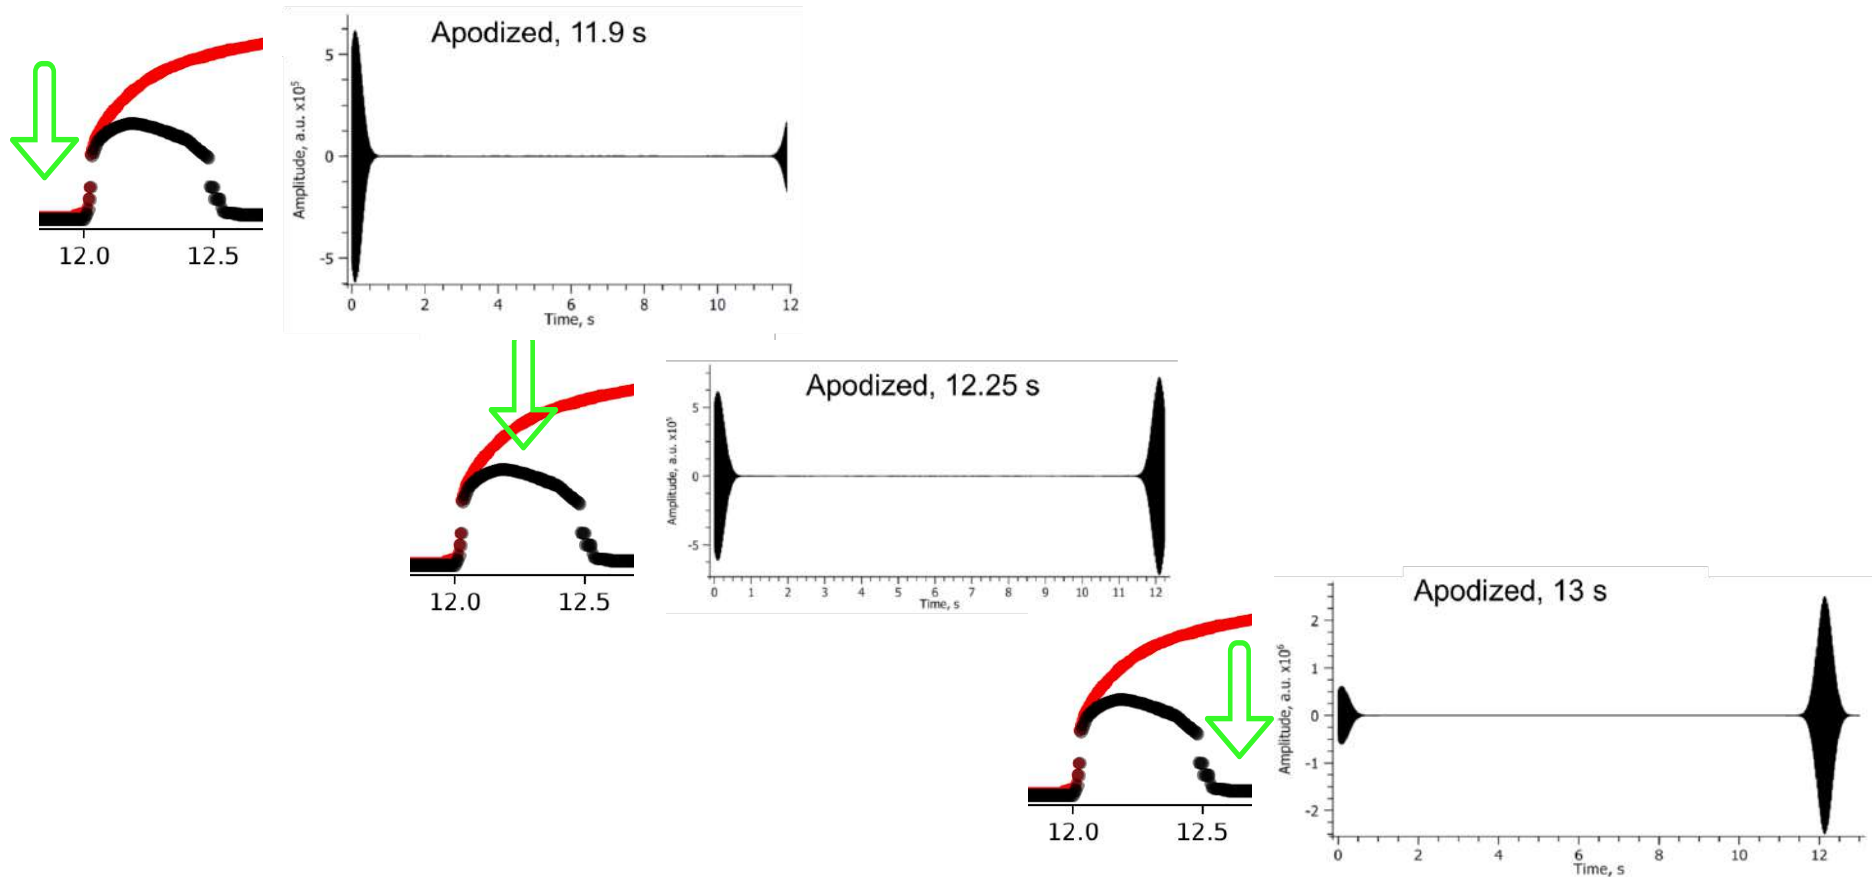 Apodized, 11.9 s
Amplitude, a.u. x10⁵
5
0
-5
0 2 4 6 8 10 12
Time, s
12.0 12.5
Apodized, 12.25 s
Amplitude, a.u. x10⁵
5
0
-5
0 1 2 3 4 5 6 7 8 9 10 11 12
Time, s
12.0 12.5
Apodized, 13 s
Amplitude, a.u. x10⁶
2
1
0
-1
-2
0 2 4 6 8 10 12
Time, s
12.0 12.5